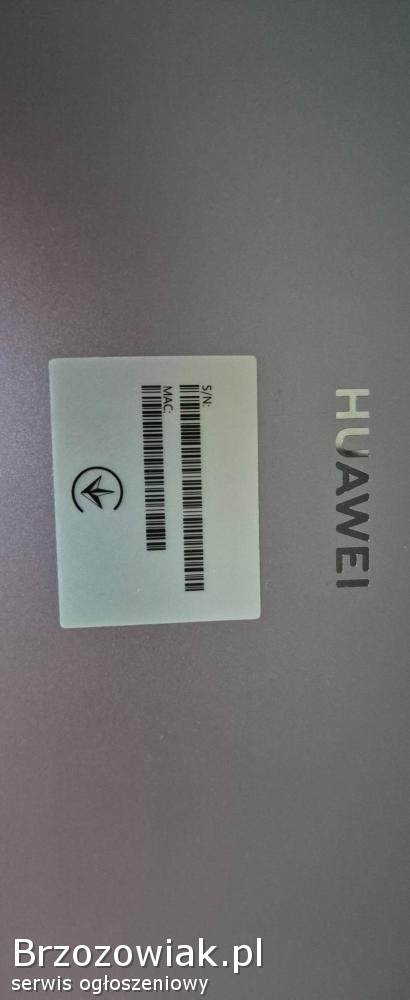 HUAWEI
S/N:
MAC:
Brzozowiak.pl
serwis ogłoszeniowy